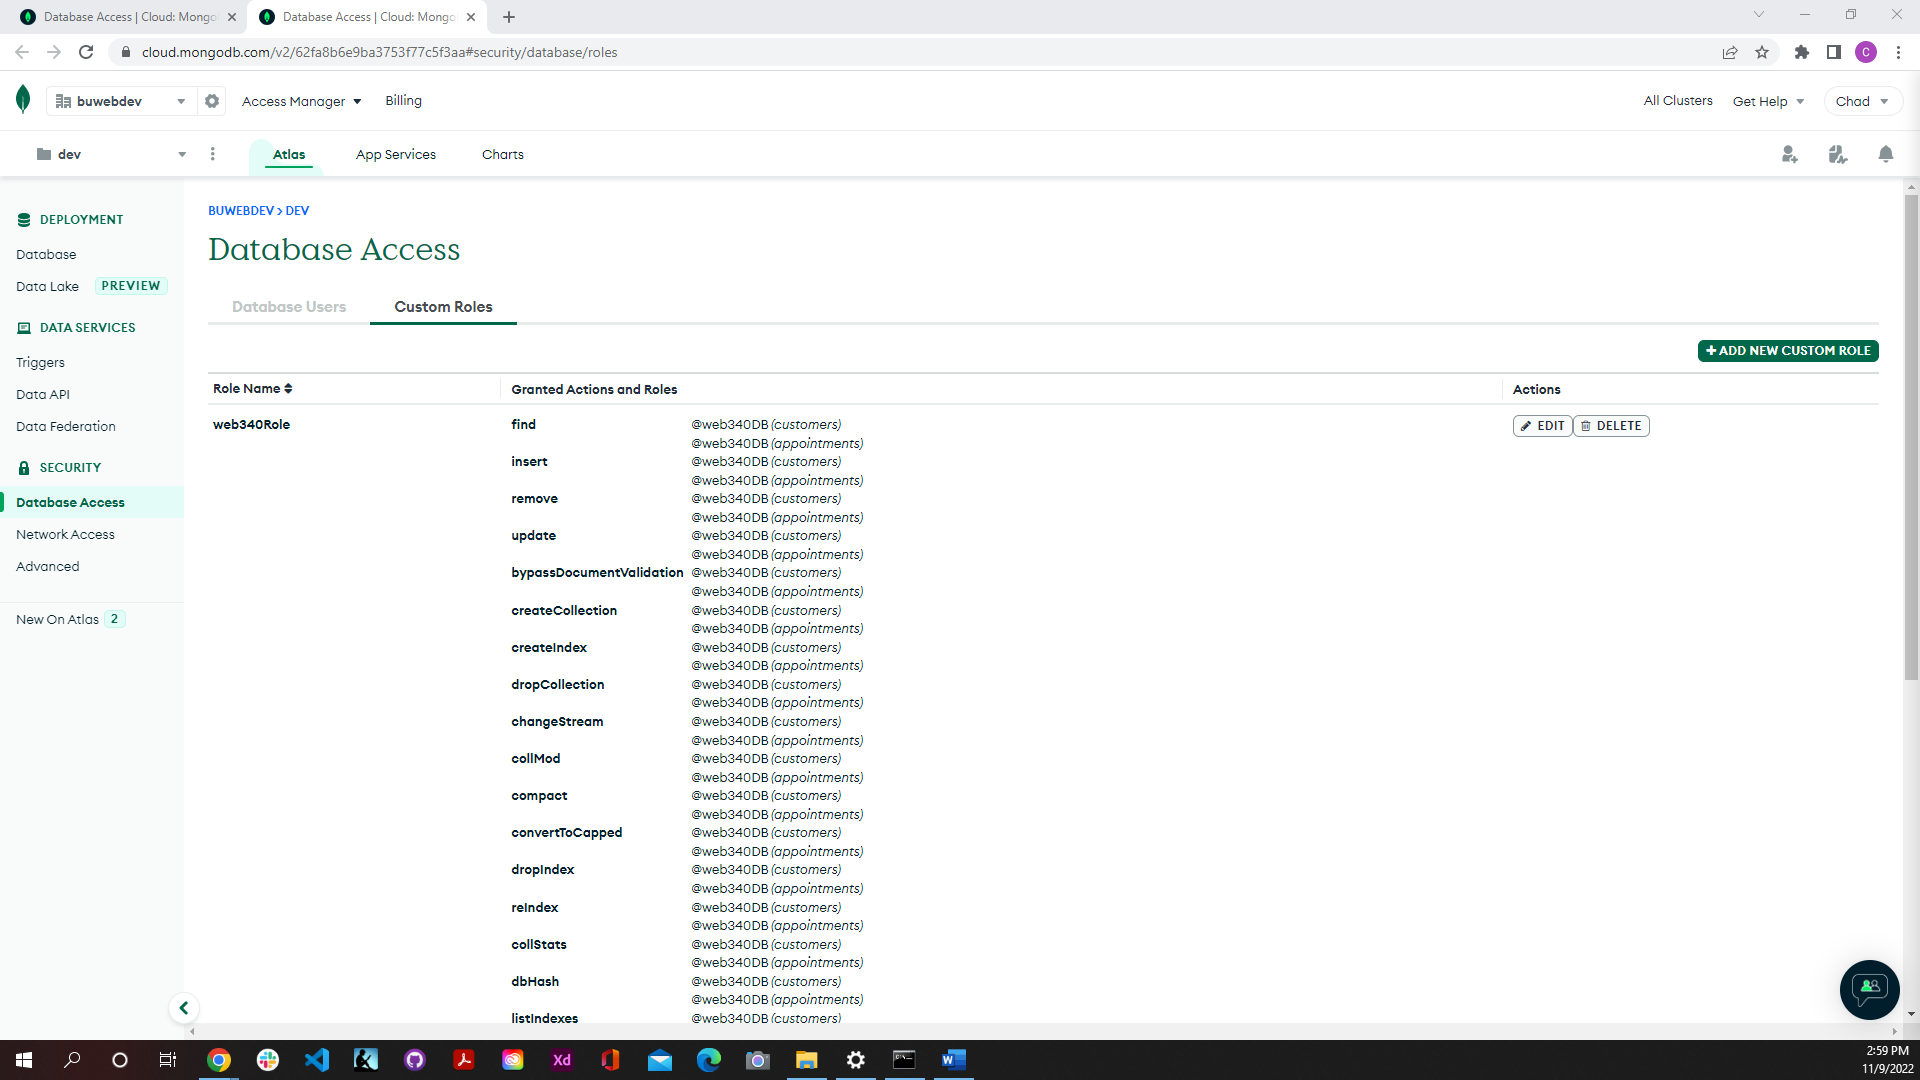 Database Access | Cloud: Mongo
Database Access | Cloud: Mongo
cloud.mongodb.com/v2/62fa8b6e9ba3753f77c5f3aa#security/database/roles
C
buwebdev
Access Manager
Billing
All Clusters
Get Help
Chad
dev
Atlas
App Services
Charts
DEPLOYMENT
Database
Data Lake PREVIEW
DATA SERVICES
Triggers
Data API
Data Federation
SECURITY
Database Access
Network Access
Advanced
New On Atlas 2
BUWEBDEV > DEV
Database Access
Database Users
Custom Roles
ADD NEW CUSTOM ROLE
Role Name
Granted Actions and Roles
Actions
web340Role
find @web340DB (customers)
@web340DB (appointments)
insert @web340DB (customers)
@web340DB (appointments)
remove @web340DB (customers)
@web340DB (appointments)
update @web340DB (customers)
@web340DB (appointments)
bypassDocumentValidation @web340DB (customers)
@web340DB (appointments)
createCollection @web340DB (customers)
@web340DB (appointments)
createIndex @web340DB (customers)
@web340DB (appointments)
dropCollection @web340DB (customers)
@web340DB (appointments)
changeStream @web340DB (customers)
@web340DB (appointments)
collMod @web340DB (customers)
@web340DB (appointments)
compact @web340DB (customers)
@web340DB (appointments)
convertToCapped @web340DB (customers)
@web340DB (appointments)
dropIndex @web340DB (customers)
@web340DB (appointments)
reIndex @web340DB (customers)
@web340DB (appointments)
collStats @web340DB (customers)
@web340DB (appointments)
dbHash @web340DB (customers)
@web340DB (appointments)
listIndexes @web340DB (customers)
EDIT
DELETE
Xd
W
2:59 PM
11/9/2022